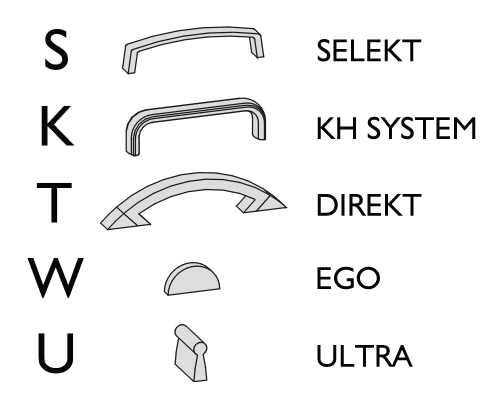 S SELEKT
K KH SYSTEM
T DIREKT
W EGO
U ULTRA